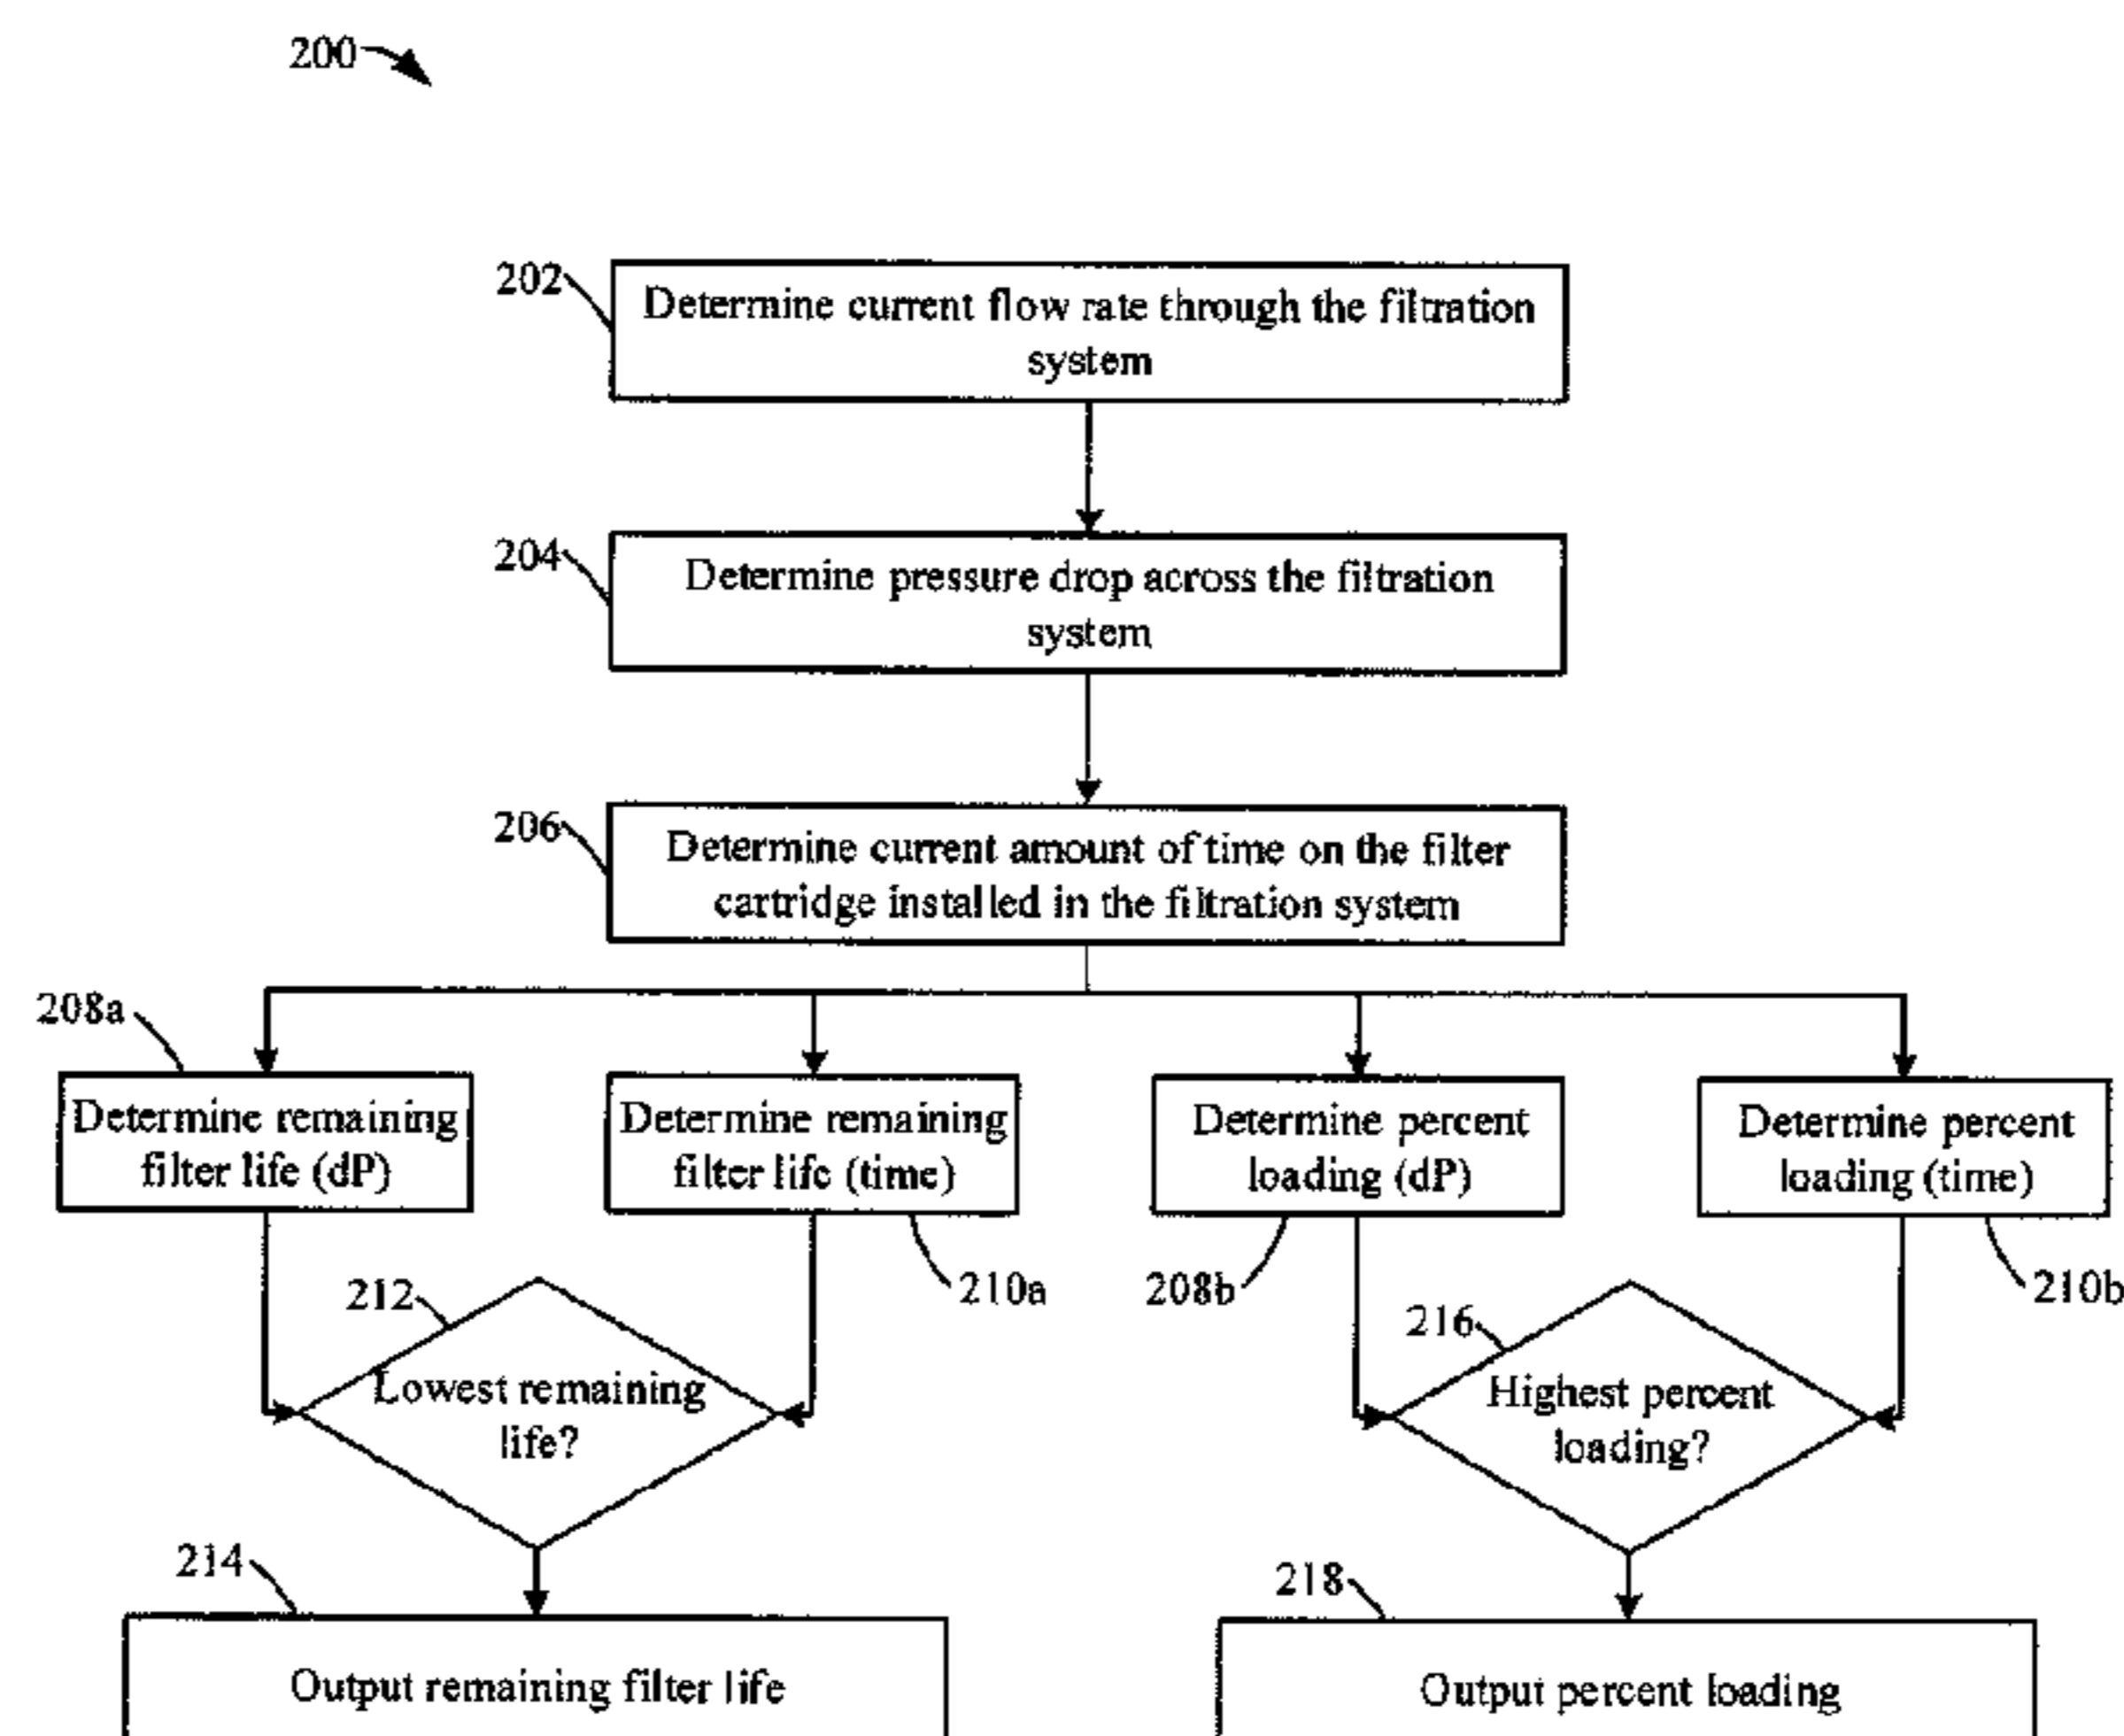 200
202
Determine current flow rate through the filtration
system
204
Determine pressure drop across the filtration
system
206
Determine current amount of time on the filter
cartridge installed in the filtration system
208a
Determine remaining
filter life (dP)
Determine remaining
filter life (time)
Determine percent
loading (dP)
Determine percent
loading (time)
210a
208b
210b
212
Lowest remaining
life?
216
Highest percent
loading?
214
Output remaining filter life
218
Output percent loading